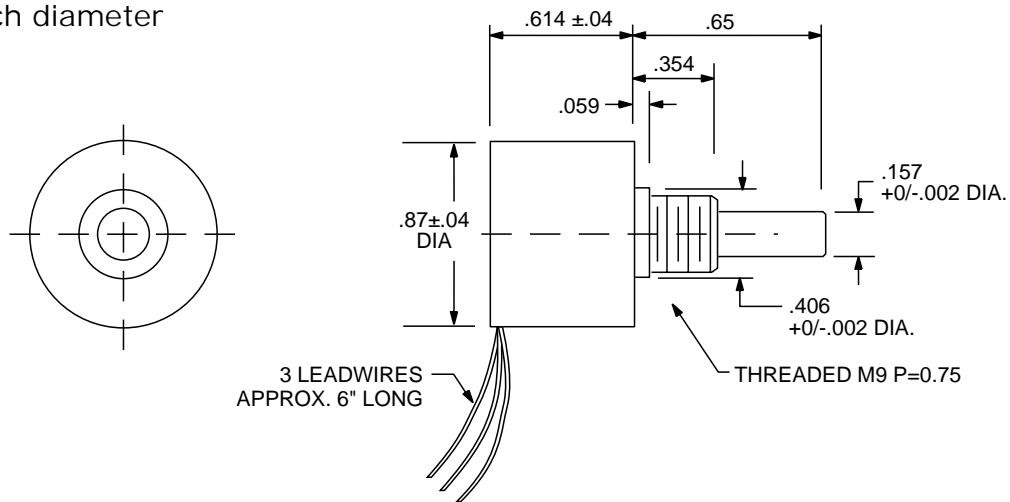 diameter
.614 ±.04
.65
.354
.059
.157
+0/-.002 DIA.
.87±.04
DIA
.406
+0/-.002 DIA.
3 LEADWIRES
APPROX. 6" LONG
THREADED M9 P=0.75